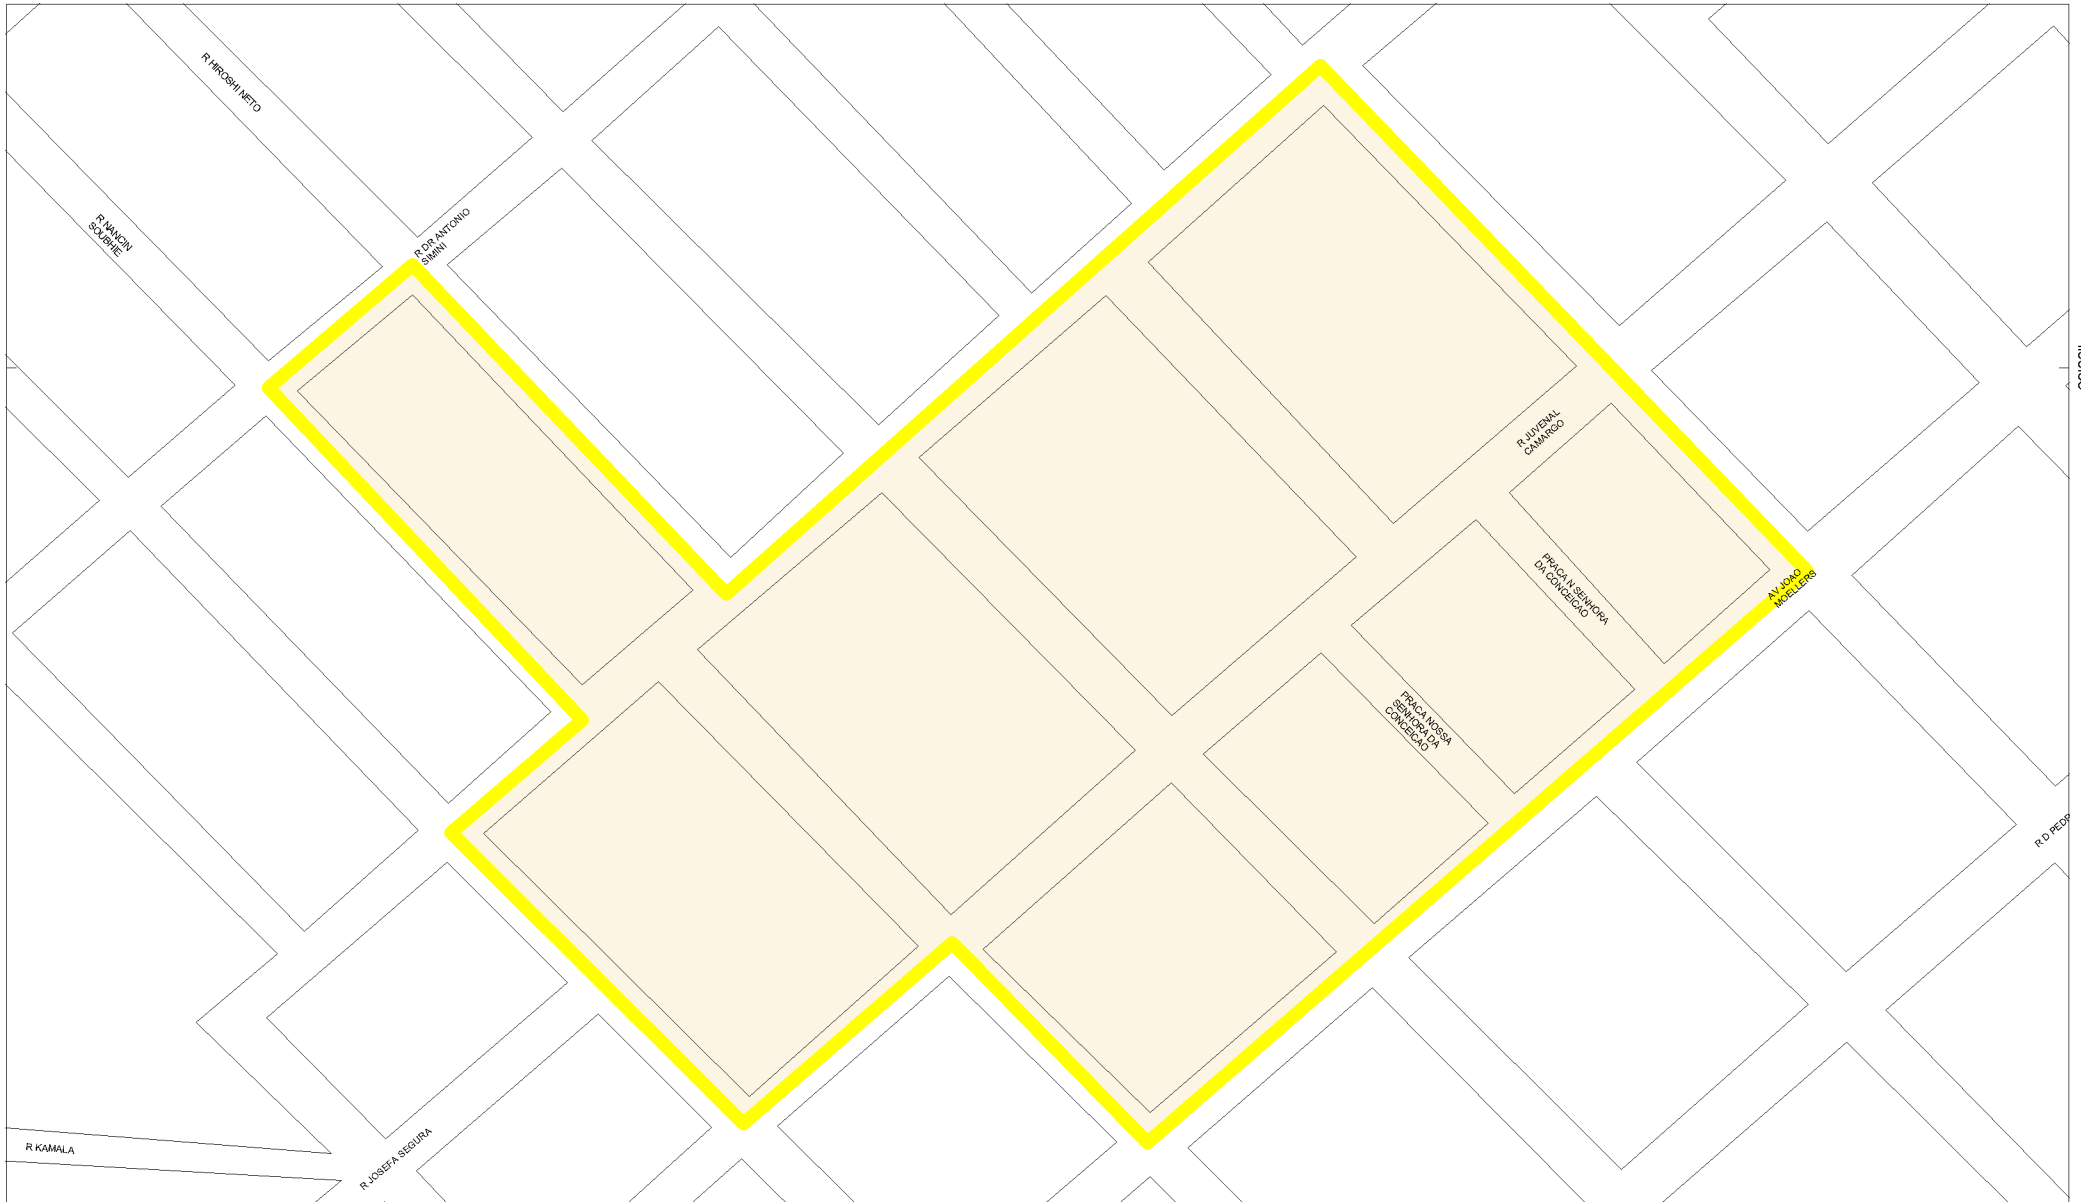 R HIROSHI NETO
R NANCIN
SOUBHIE
R DR ANTONIO
SIMINI
R JUVENAL
CAMARGO
PRACA N SENHORA
DA CONCEICAO
AV JOAO
MOELLERS
PRACA NOSSA
SENHORA DA
CONCEICAO
R D PEDR
R KAMALA
R JOSEFA SEGURA